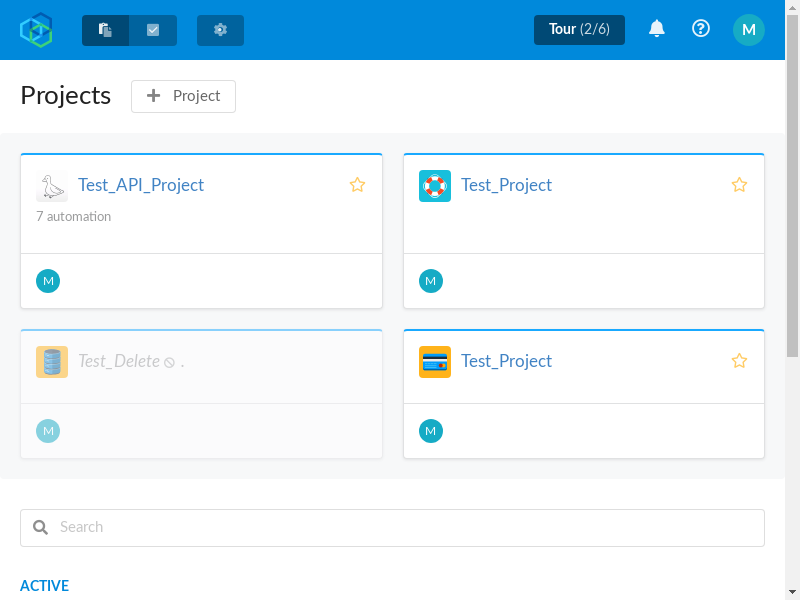 Tour (2/6)
M
Projects
Project
Test_API_Project
7 automation
M
Test_Project
M
Test_Delete .
M
Test_Project
M
Search
ACTIVE